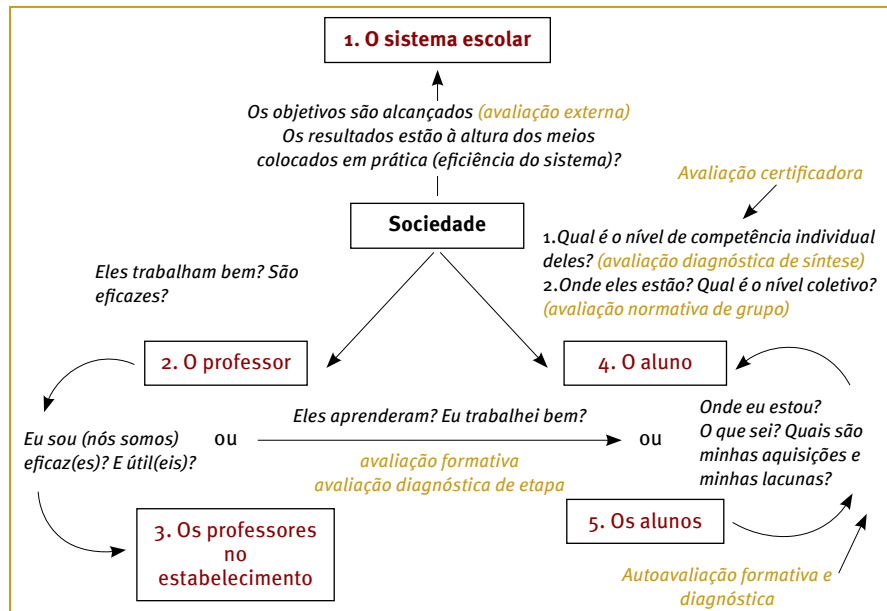 1. O sistema escolar
Os objetivos são alcançados (avaliação externa)
Os resultados estão à altura dos meios
colocados em prática (eficiência do sistema)?
Avaliação certificadora
Sociedade
1.Qual é o nível de competência individual
deles? (avaliação diagnóstica de síntese)
2.Onde eles estão? Qual é o nível coletivo?
(avaliação normativa de grupo)
Eles trabalham bem? São
eficazes?
2. O professor
4. O aluno
Eles aprenderam? Eu trabalhei bem?
Eu sou (nós somos)
eficaz(es)? E útil(eis)?
ou
ou
Onde eu estou?
O que sei? Quais são
minhas aquisições e
minhas lacunas?
avaliação formativa
avaliação diagnóstica de etapa
3. Os professores
no
estabelecimento
5. Os alunos
Autoavaliação formativa e
diagnóstica